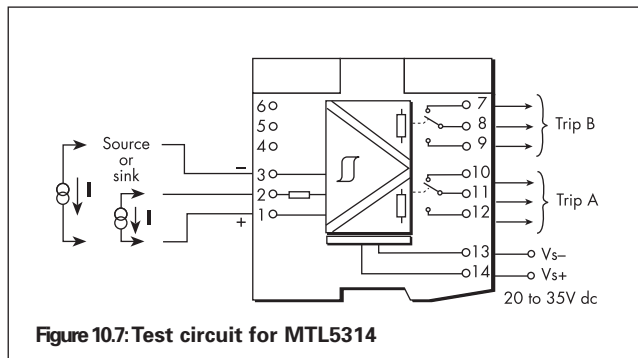 Source
or
sink
I
I
–
+
6
5
4
3
2
1
7
8
9
10
11
12
13
14
Trip B
Trip A
Vs–
Vs+
20 to 35V dc
Figure 10.7: Test circuit for MTL5314